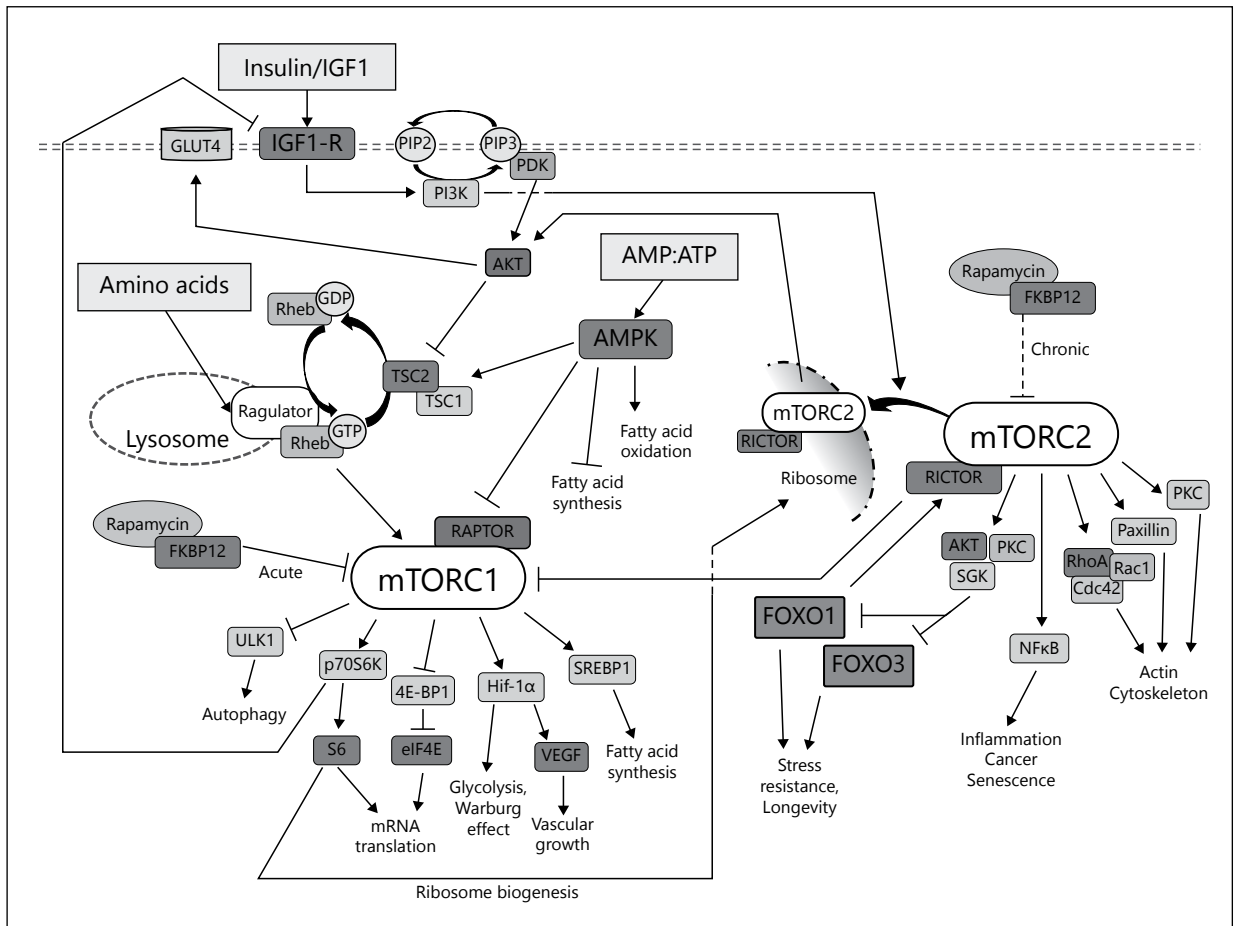 Insulin/IGF1
GLUT4
IGF1-R
PIP2
PIP3
PDK
PI3K
AKT
AMP:ATP
Rapamycin
FKBP12
Chronic
Amino acids
Rheb
GDP
AMPK
TSC2
TSC1
Ragulator
Lysosome
Rheb
GTP
Fatty acid
oxidation
Fatty acid
synthesis
mTORC2
RICTOR
Ribosome
mTORC2
RICTOR
PKC
Paxillin
AKT
PKC
SGK
RhoA
Rac1
Cdc42
Rapamycin
FKBP12
Acute
RAPTOR
mTORC1
FOXO1
FOXO3
NFκB
Actin
Cytoskeleton
ULK1
Autophagy
p70S6K
4E-BP1
Hif-1α
SREBP1
S6
eIF4E
VEGF
Fatty acid
synthesis
Glycolysis,
Warburg
effect
Vascular
growth
mRNA
translation
Stress
resistance,
Longevity
Inflammation
Cancer
Senescence
Ribosome biogenesis